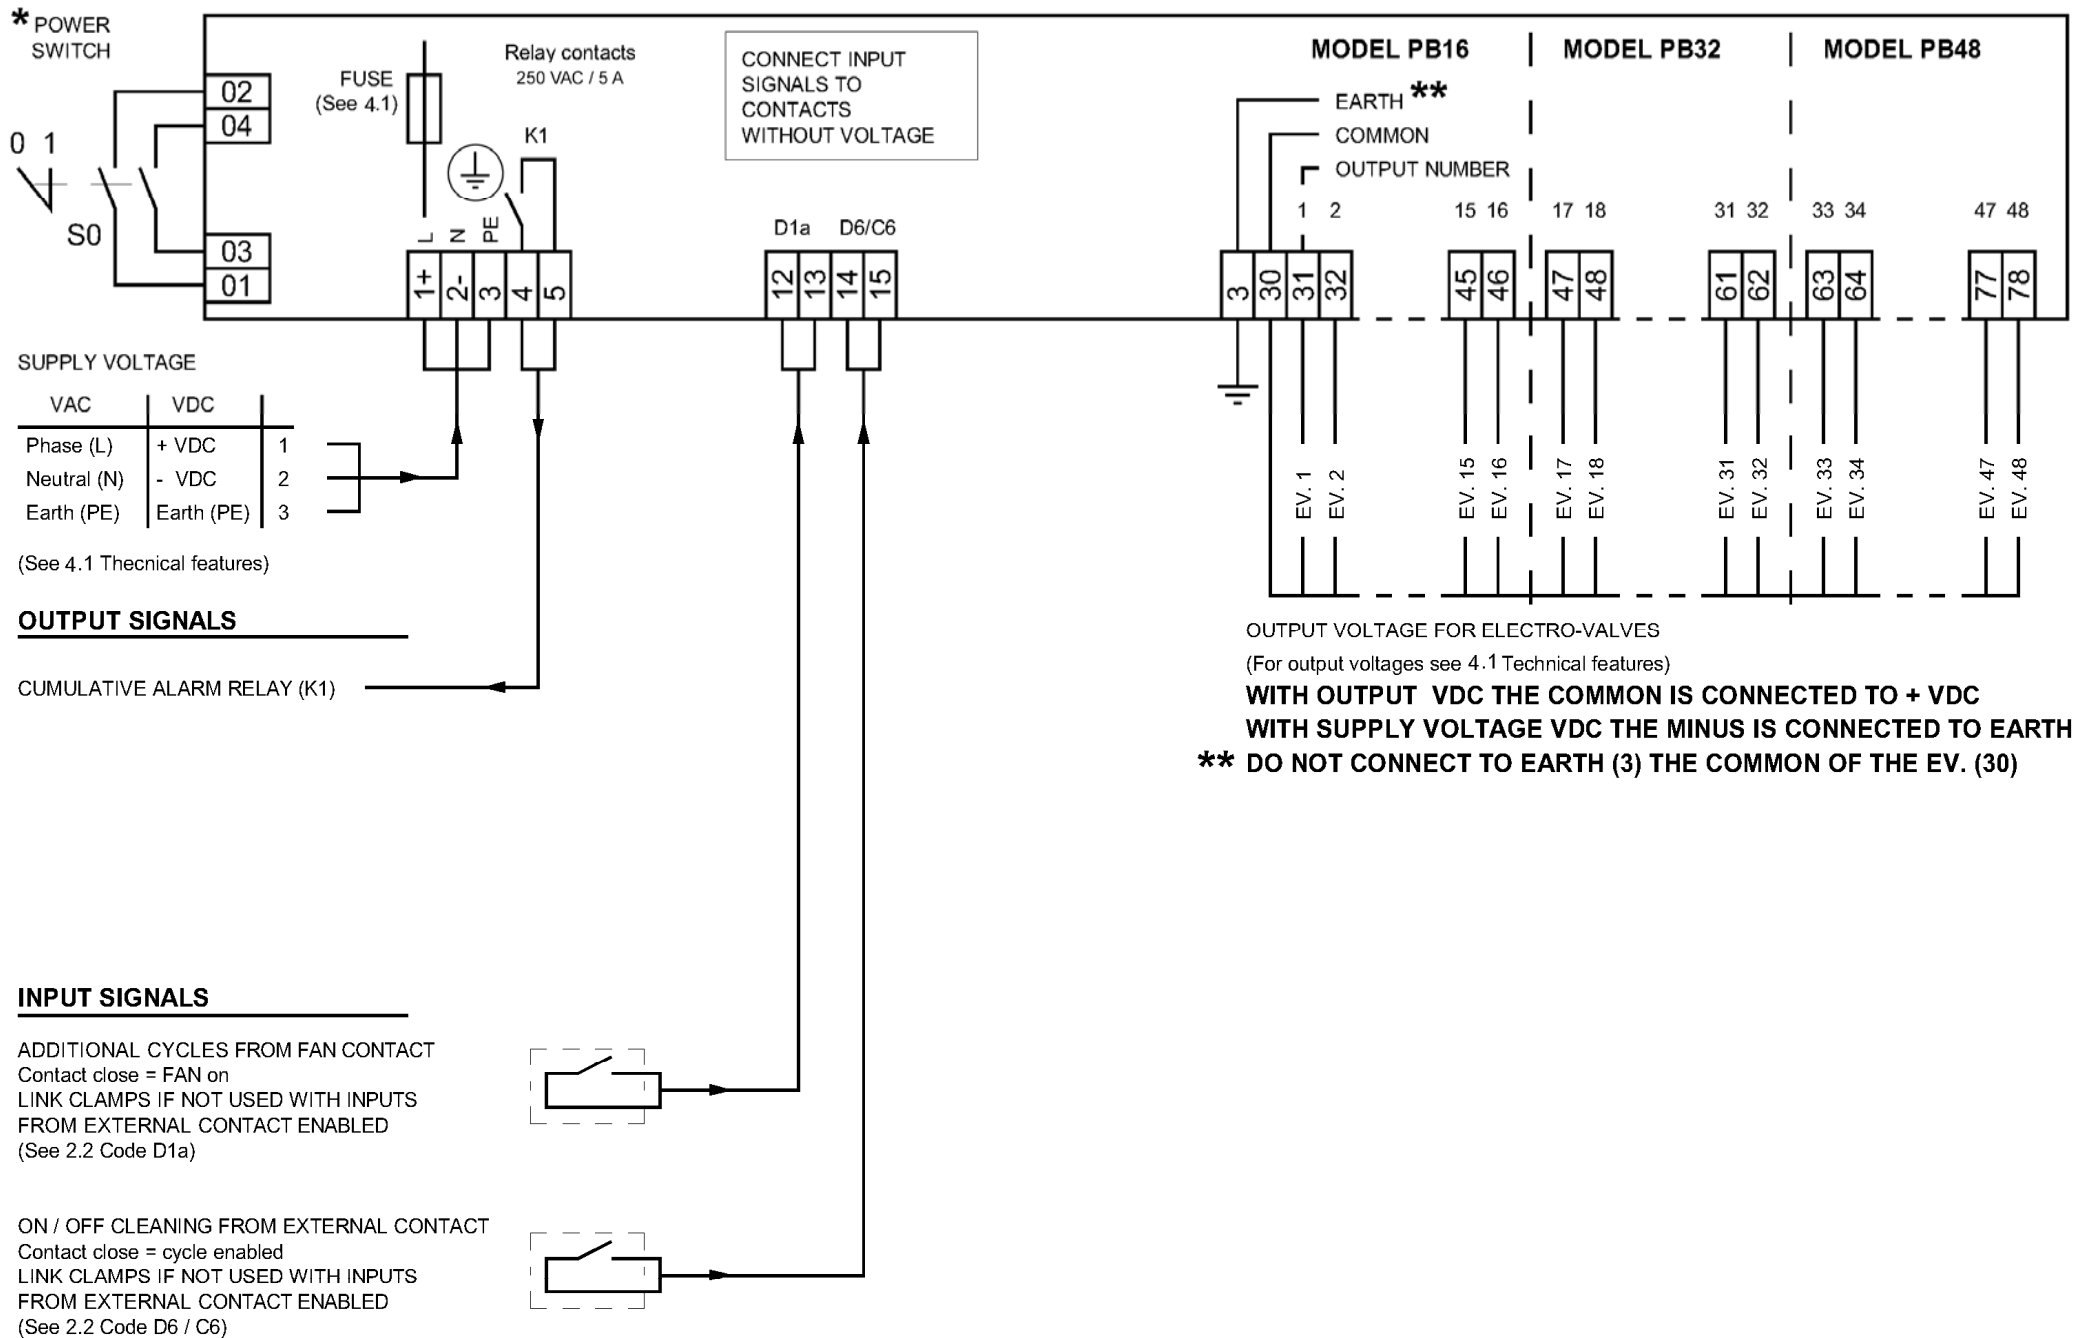 * POWER
SWITCH
0 1
S0
02
04
03
01
FUSE
(See 4.1)
Relay contacts
250 VAC / 5 A
K1
L
N
PE
1+
2-
3
4
5
CONNECT INPUT
SIGNALS TO
CONTACTS
WITHOUT VOLTAGE
D1a
D6/C6
12
13
14
15
MODEL PB16
MODEL PB32
MODEL PB48
EARTH **
COMMON
OUTPUT NUMBER
1 2
15 16
17 18
31 32
33 34
47 48
3
30
31
32
45
46
47
48
61
62
63
64
77
78
EV. 1
EV. 2
EV. 15
EV. 16
EV. 17
EV. 18
EV. 31
EV. 32
EV. 33
EV. 34
EV. 47
EV. 48
SUPPLY VOLTAGE
VAC VDC
Phase (L) + VDC 1
Neutral (N) - VDC 2
Earth (PE) Earth (PE) 3
(See 4.1 Thecnical features)
OUTPUT SIGNALS
CUMULATIVE ALARM RELAY (K1)
OUTPUT VOLTAGE FOR ELECTRO-VALVES
(For output voltages see 4.1 Technical features)
WITH OUTPUT VDC THE COMMON IS CONNECTED TO + VDC
WITH SUPPLY VOLTAGE VDC THE MINUS IS CONNECTED TO EARTH
** DO NOT CONNECT TO EARTH (3) THE COMMON OF THE EV. (30)
INPUT SIGNALS
ADDITIONAL CYCLES FROM FAN CONTACT
Contact close = FAN on
LINK CLAMPS IF NOT USED WITH INPUTS
FROM EXTERNAL CONTACT ENABLED
(See 2.2 Code D1a)
ON / OFF CLEANING FROM EXTERNAL CONTACT
Contact close = cycle enabled
LINK CLAMPS IF NOT USED WITH INPUTS
FROM EXTERNAL CONTACT ENABLED
(See 2.2 Code D6 / C6)